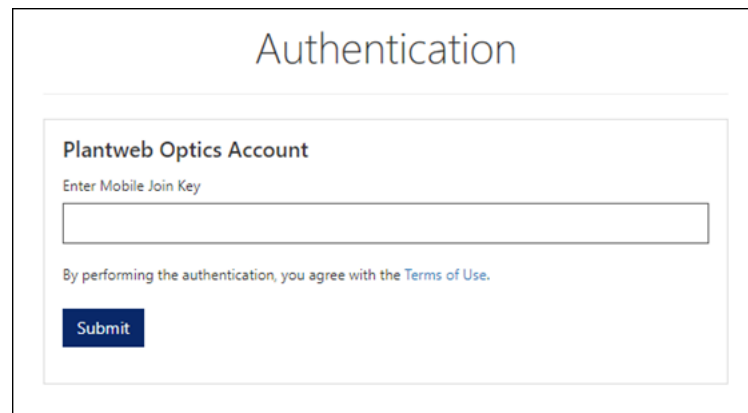 Authentication
Plantweb Optics Account
Enter Mobile Join Key
By performing the authentication, you agree with the Terms of Use.
Submit